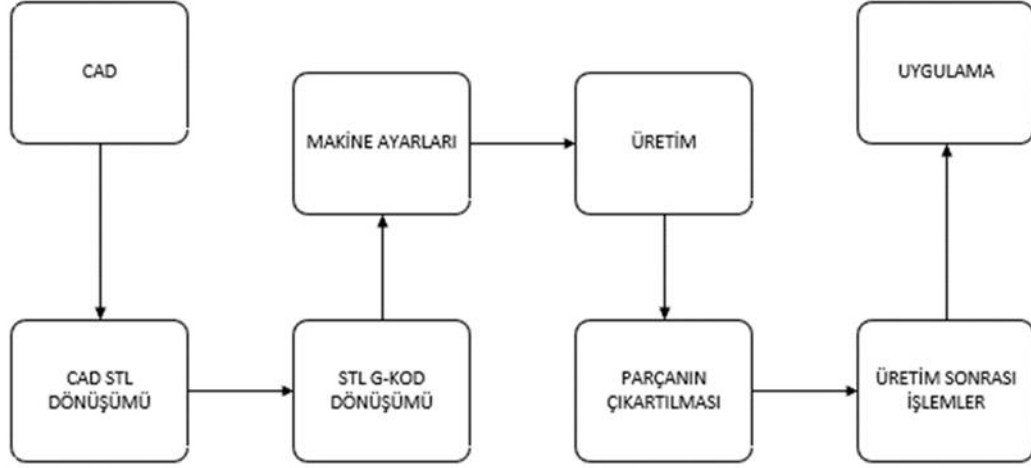 CAD
CAD STL
DÖNÜŞÜMÜ
STL G-KOD
DÖNÜŞÜMÜ
MAKİNE AYARLARI
ÜRETİM
PARÇANIN
ÇIKARTILMASI
ÜRETİM SONRASI
İŞLEMLER
UYGULAMA